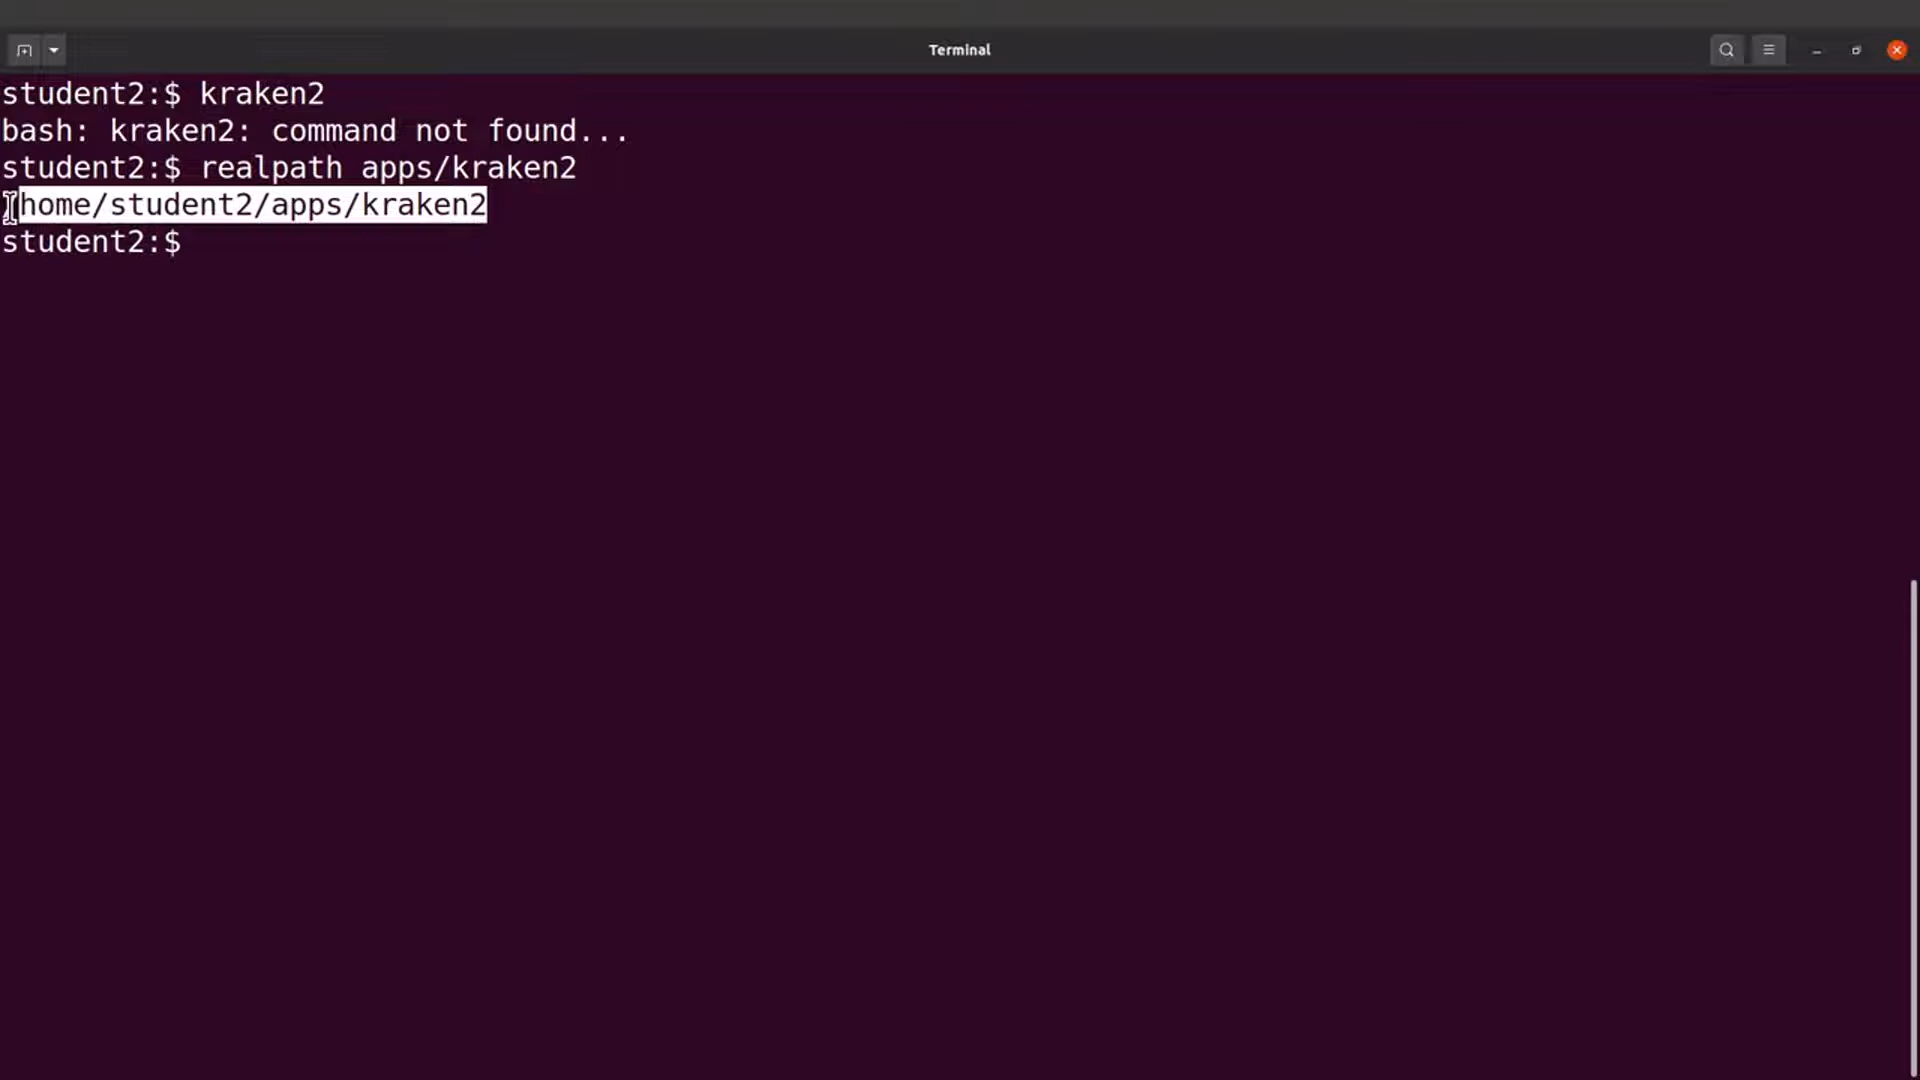 Terminal
student2:$ kraken2
bash: kraken2: command not found...
student2:$ realpath apps/kraken2
/home/student2/apps/kraken2
student2:$